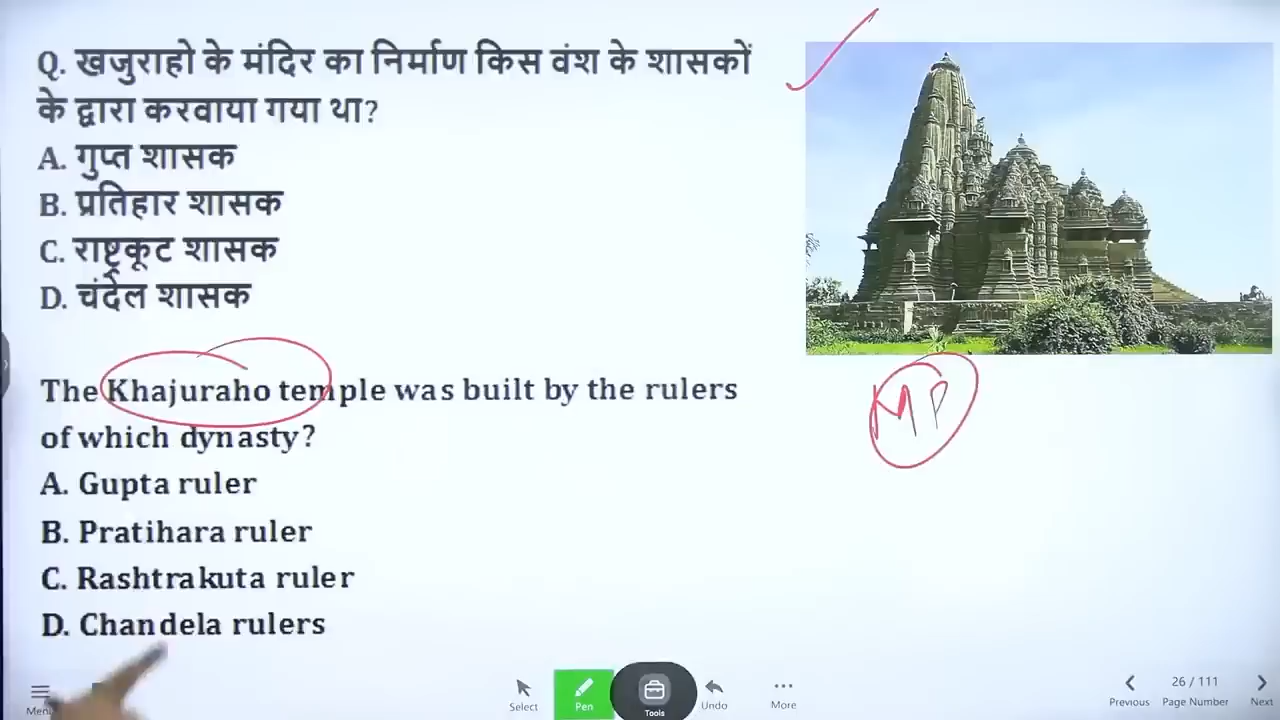 Q. खजुराहो के मंदिर का निर्माण किस वंश के शासकों
के द्वारा करवाया गया था?
A. गुप्त शासक
B. प्रतिहार शासक
C. राष्ट्रकूट शासक
D. चंदेल शासक
The Khajuraho temple was built by the rulers
of which dynasty?
A. Gupta ruler
B. Pratihara ruler
C. Rashtrakuta ruler
D. Chandela rulers
MP
Select
Pen
Tools
Undo
More
26 / 111
Previous
Page Number
Next